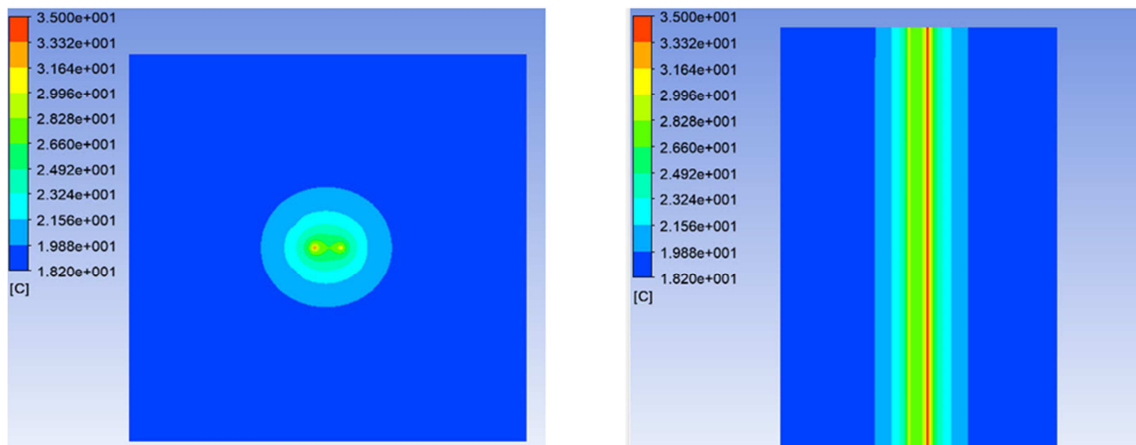 3.500e+001
3.332e+001
3.164e+001
2.996e+001
2.828e+001
2.660e+001
2.492e+001
2.324e+001
2.156e+001
1.988e+001
1.820e+001
[C]
3.500e+001
3.332e+001
3.164e+001
2.996e+001
2.828e+001
2.660e+001
2.492e+001
2.324e+001
2.156e+001
1.988e+001
1.820e+001
[C]